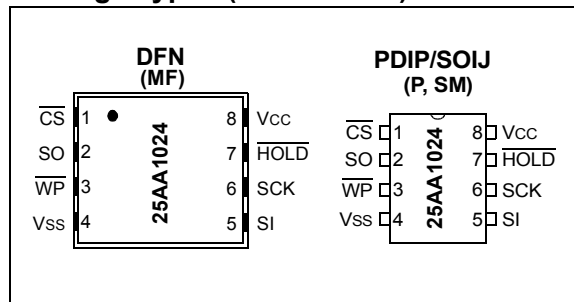 DFN
(MF)
CS 1 8 VCC
SO 2 7 HOLD
WP 3 6 SCK
VSS 4 5 SI
25AA1024
PDIP/SOIJ
(P, SM)
CS 1 8 VCC
SO 2 7 HOLD
WP 3 6 SCK
VSS 4 5 SI
25AA1024